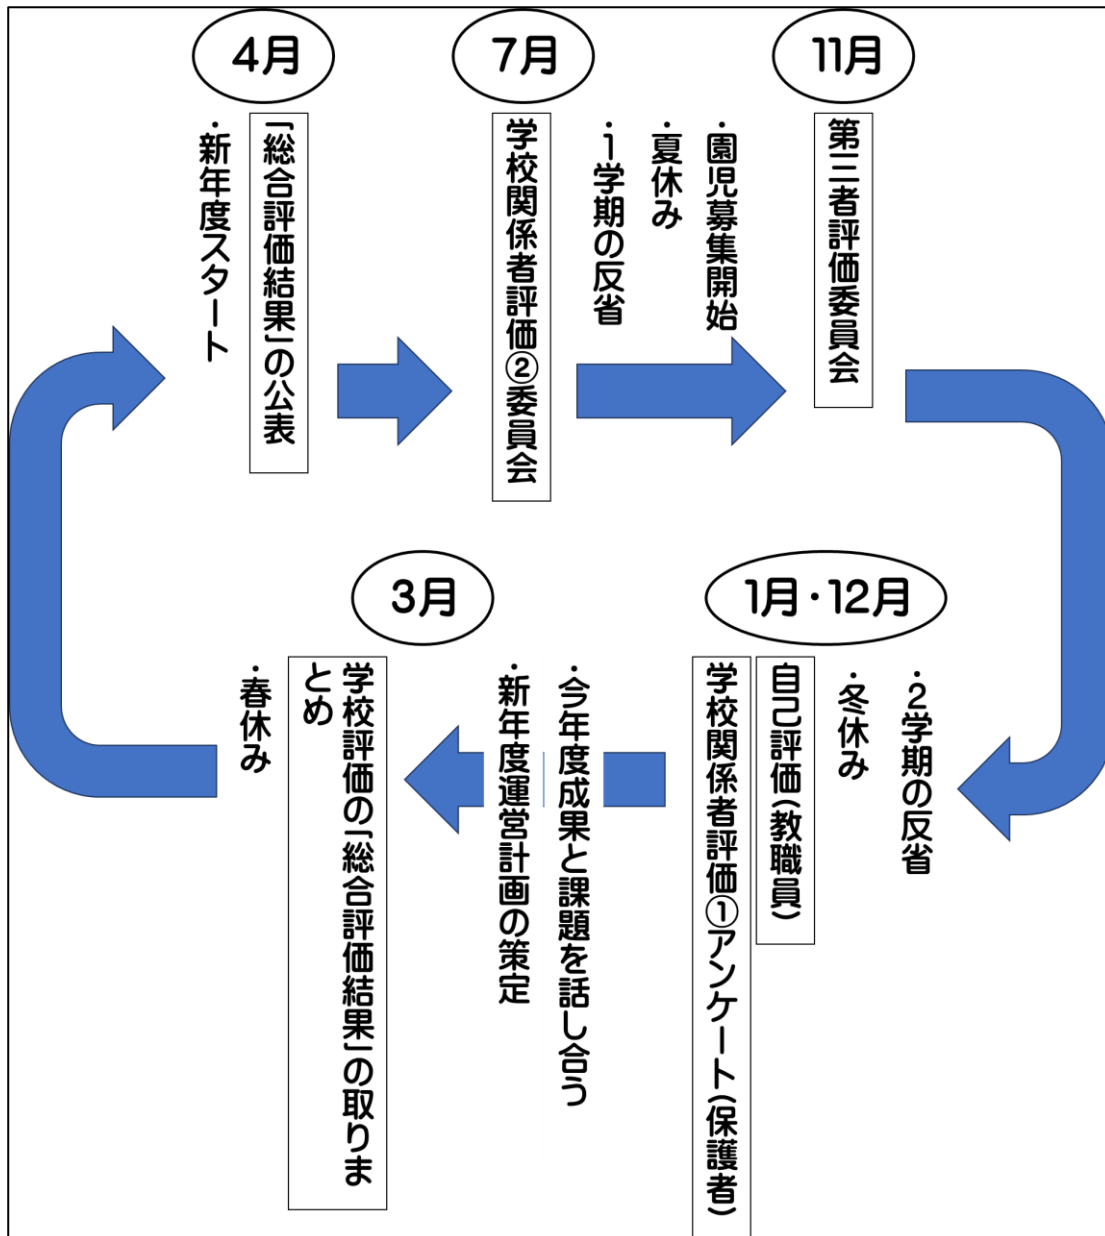 4月
「総合評価結果」の公表
・新年度スタート
7月
学校関係者評価②委員会
・1学期の反省
・夏休み
・園児募集開始
11月
第三者評価委員会
1月・12月
・2学期の反省
・冬休み
自己評価(教職員)
学校関係者評価①アンケート(保護者)
・今年度成果と課題を話し合う
・新年度運営計画の策定
3月
学校評価の「総合評価結果」の取りま
とめ
・春休み